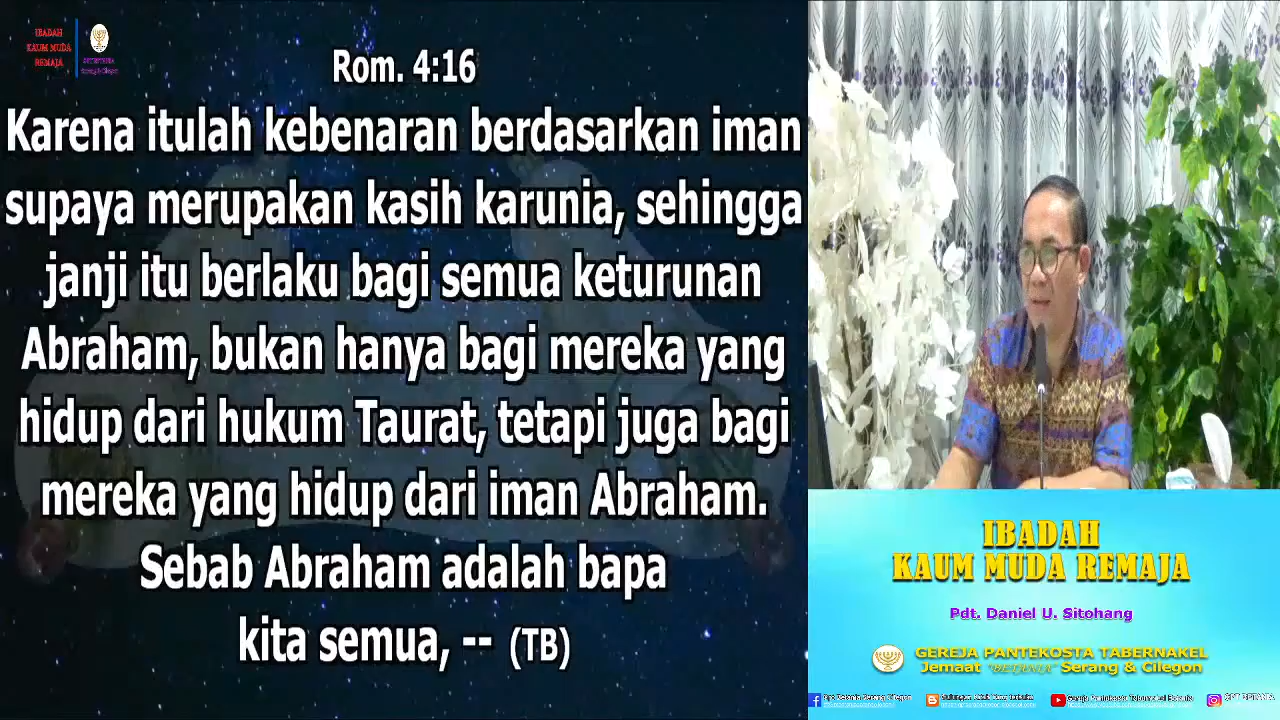 IBADAH
KAUM MUDA
REMAJA
Rom. 4:16
Karena itulah kebenaran berdasarkan iman
supaya merupakan kasih karunia, sehingga
janji itu berlaku bagi semua keturunan
Abraham, bukan hanya bagi mereka yang
hidup dari hukum Taurat, tetapi juga bagi
mereka yang hidup dari iman Abraham.
Sebab Abraham adalah bapa
kita semua, -- (TB)
IBADAH
KAUM MUDA REMAJA
Pdt. Daniel U. Sitohang
GEREJA PANTEKOSTA TABERNAKEL
Jemaat "BETANIA" Serang & Cilegon